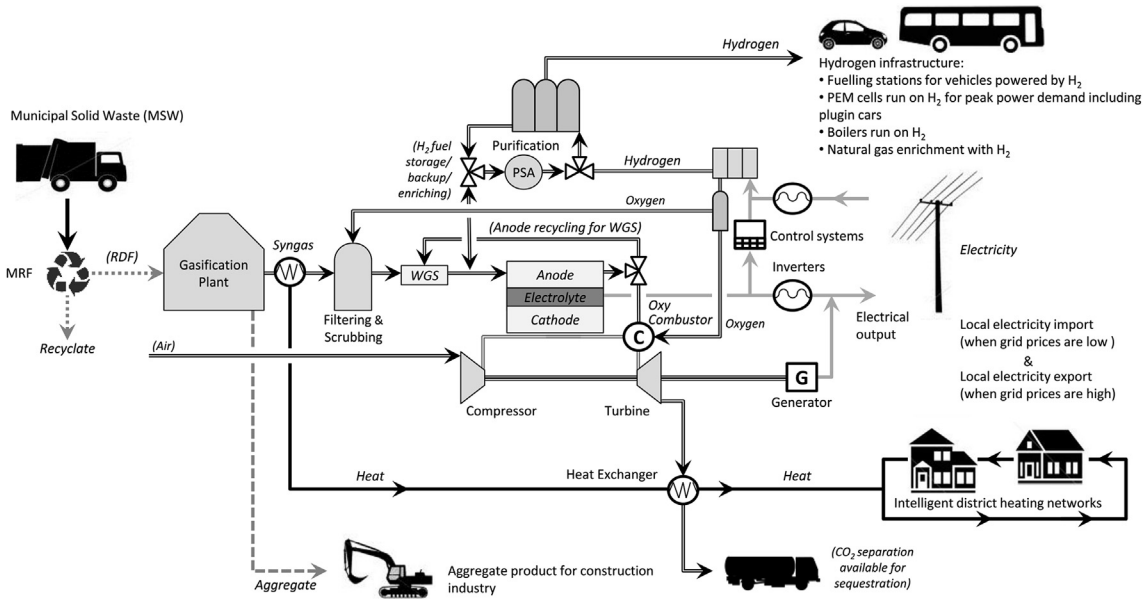 Hydrogen
Hydrogen infrastructure:
• Fuelling stations for vehicles powered by H₂
• PEM cells run on H₂ for peak power demand including
plugin cars
• Boilers run on H₂
• Natural gas enrichment with H₂
Municipal Solid Waste (MSW)
(H₂ fuel
storage/
backup/
enriching)
Purification
PSA
Hydrogen
Oxygen
(Anode recycling for WGS)
Control systems
Electricity
MRF
(RDF)
Gasification
Plant
Syngas
W
WGS
Anode
Electrolyte
Cathode
Inverters
Filtering &
Scrubbing
Oxy
Combustor
Oxygen
Electrical
output
Recyclate
(Air)
C
G
Compressor
Turbine
Generator
Local electricity import
(when grid prices are low )
&
Local electricity export
(when grid prices are high)
Heat
Heat Exchanger
W
Heat
Intelligent district heating networks
Aggregate
Aggregate product for construction
industry
(CO₂ separation
available for
sequestration)